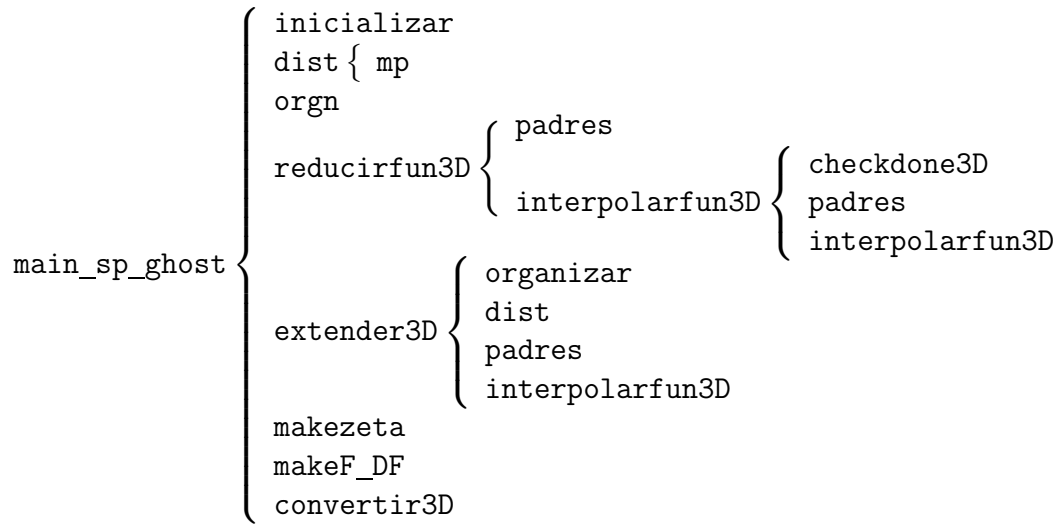 inicializar
dist { mp
orgn
padres
reducirfun3D
checkdone3D
interpolarfun3D
padres
interpolarfun3D
main_sp_ghost
organizar
dist
extender3D
padres
interpolarfun3D
makezeta
makeF_DF
convertir3D